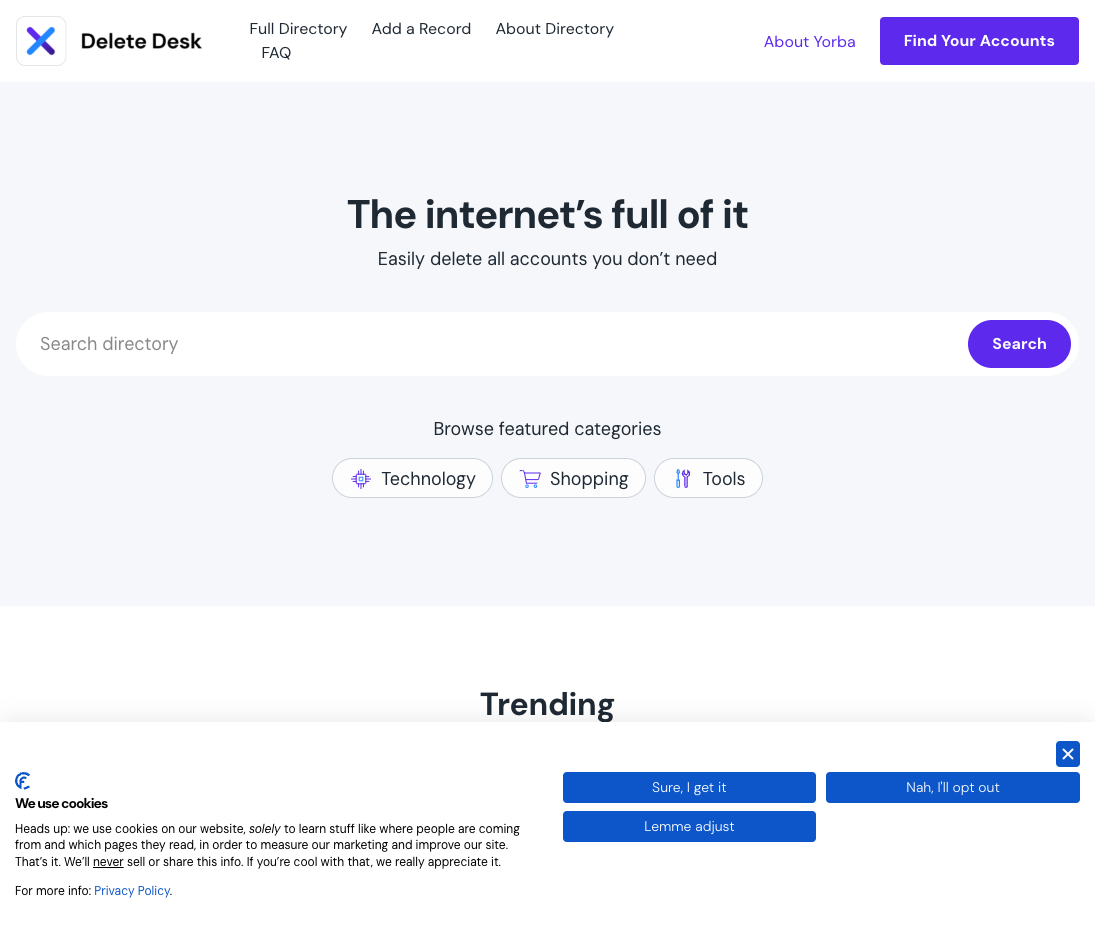 Delete Desk
Full Directory
Add a Record
About Directory
FAQ
About Yorba
Find Your Accounts
The internet’s full of it
Easily delete all accounts you don’t need
Search directory
Search
Browse featured categories
Technology
Shopping
Tools
Trending
We use cookies
Heads up: we use cookies on our website, solely to learn stuff like where people are coming
from and which pages they read, in order to measure our marketing and improve our site.
That’s it. We’ll never sell or share this info. If you’re cool with that, we really appreciate it.
For more info: Privacy Policy.
Sure, I get it
Nah, I'll opt out
Lemme adjust